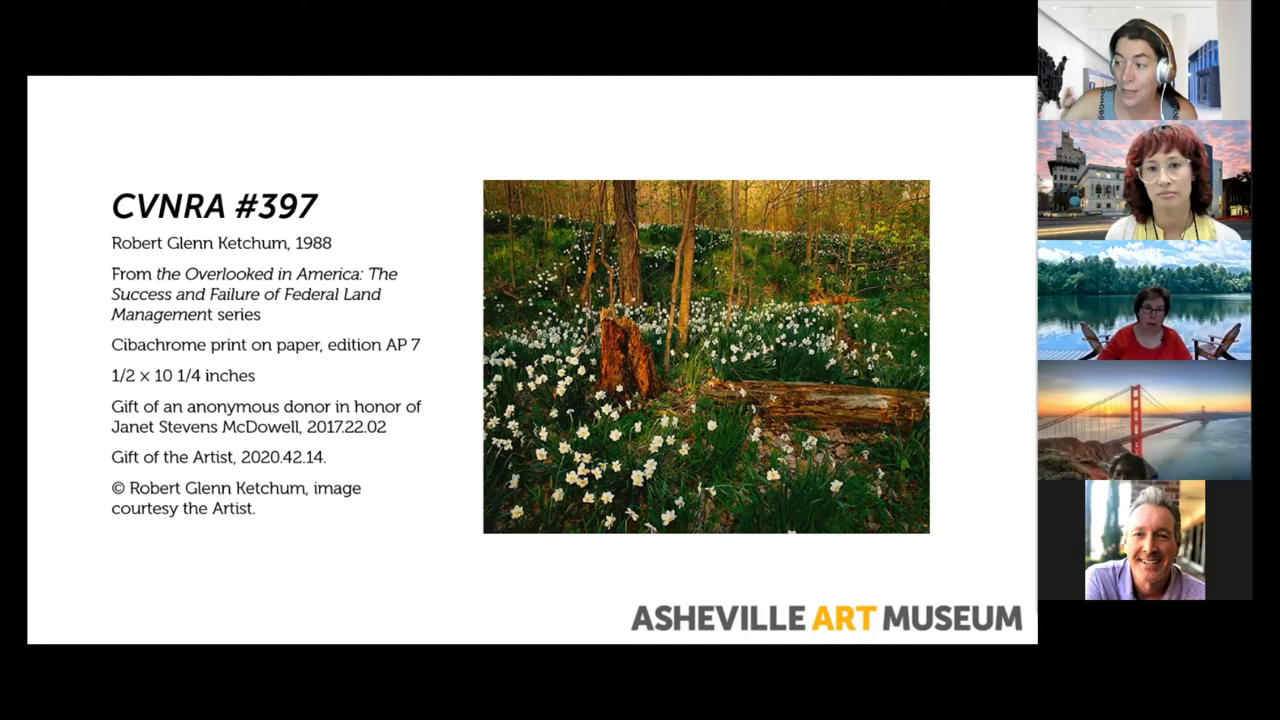 CVNRA #397
Robert Glenn Ketchum, 1988
From the Overlooked in America: The
Success and Failure of Federal Land
Management series
Cibachrome print on paper, edition AP 7
1/2 × 10 1/4 inches
Gift of an anonymous donor in honor of
Janet Stevens McDowell, 2017.22.02
Gift of the Artist, 2020.42.14.
© Robert Glenn Ketchum, image
courtesy the Artist.
ASHEVILLE ART MUSEUM